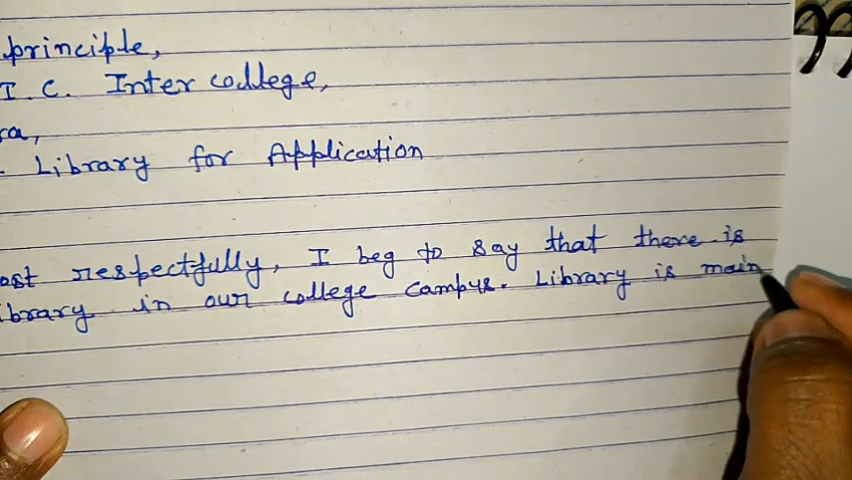 principle,
I. C. Inter college,
ra,
Library for Application
ost respectfully, I beg to say that there is
ibrary in our college campus. Library is main